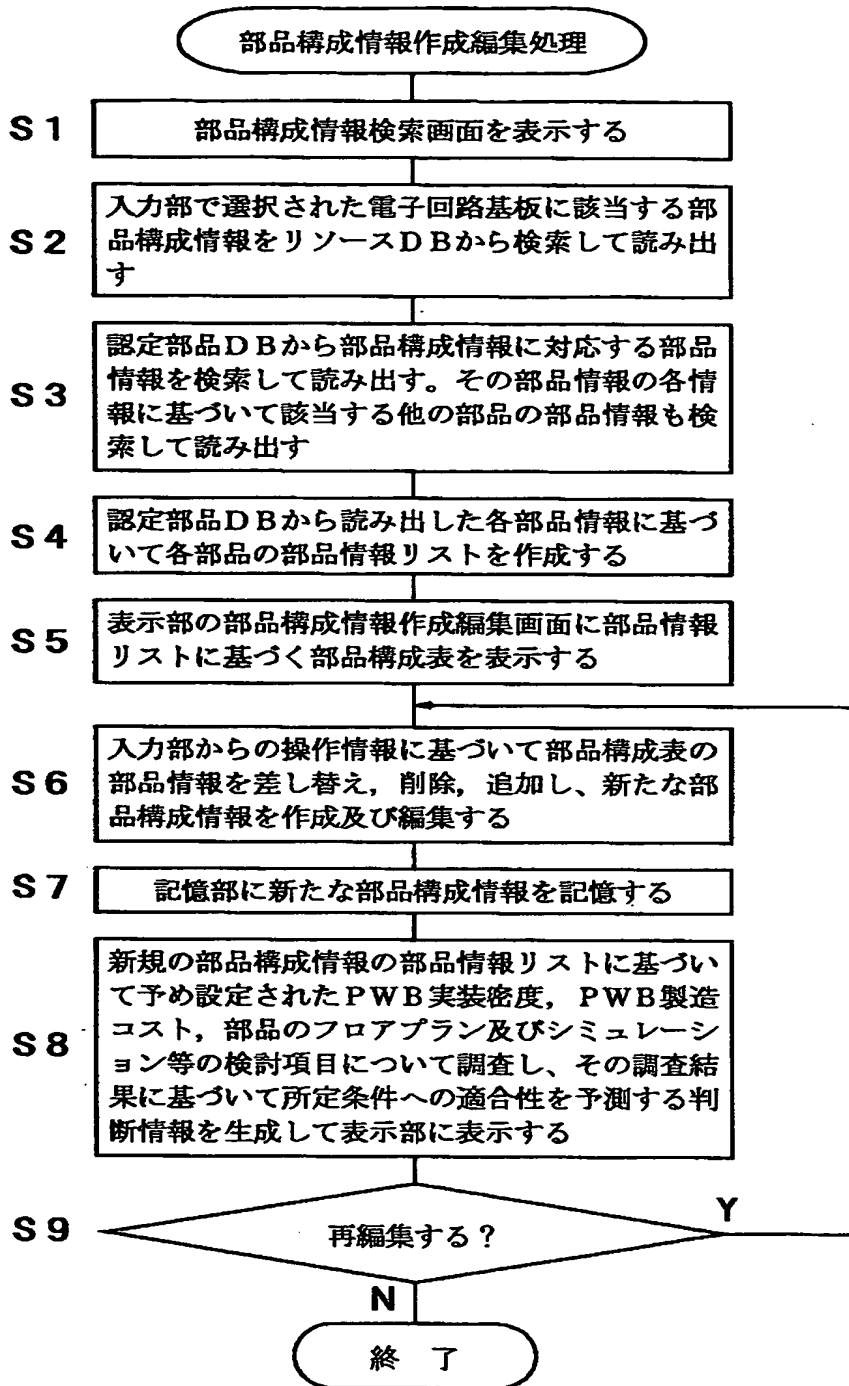 部品構成情報作成編集処理
S1
部品構成情報検索画面を表示する
S2
入力部で選択された電子回路基板に該当する部
品構成情報をリソースDBから検索して読み出
す
S3
認定部品DBから部品構成情報に対応する部品
情報を検索して読み出す。その部品情報の各情
報に基づいて該当する他の部品の部品情報も検
索して読み出す
S4
認定部品DBから読み出した各部品情報に基づ
いて各部品の部品情報リストを作成する
S5
表示部の部品構成情報作成編集画面に部品情報
リストに基づく部品構成表を表示する
S6
入力部からの操作情報に基づいて部品構成表の
部品情報を差し替え，削除，追加し、新たな部
品構成情報を作成及び編集する
S7
記憶部に新たな部品構成情報を記憶する
S8
新規の部品構成情報の部品情報リストに基づい
て予め設定されたPWB実装密度，PWB製造
コスト，部品のフロアプラン及びシミュレーシ
ョン等の検討項目について調査し、その調査結
果に基づいて所定条件への適合性を予測する判
断情報を生成して表示部に表示する
S9
再編集する？
Y
N
終 了